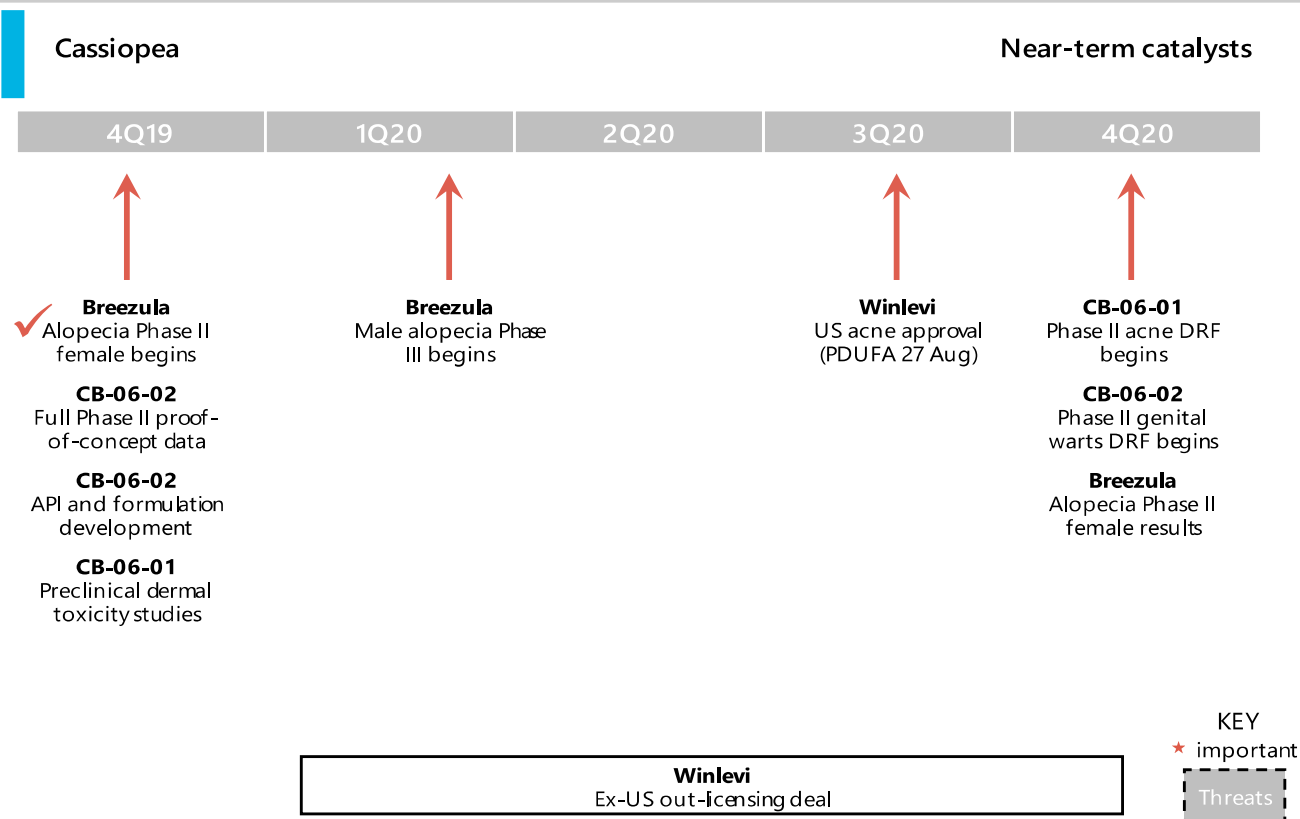 Cassiopea
Near-term catalysts
4Q19
1Q20
2Q20
3Q20
4Q20
Breezula
Alopecia Phase II
female begins
CB-06-02
Full Phase II proof-
of-concept data
CB-06-02
API and formulation
development
CB-06-01
Preclinical dermal
toxicity studies
Breezula
Male alopecia Phase
III begins
Winlevi
US acne approval
(PDUFA 27 Aug)
CB-06-01
Phase II acne DRF
begins
CB-06-02
Phase II genital
warts DRF begins
Breezula
Alopecia Phase II
female results
Winlevi
Ex-US out-licensing deal
KEY
★ important
Threats